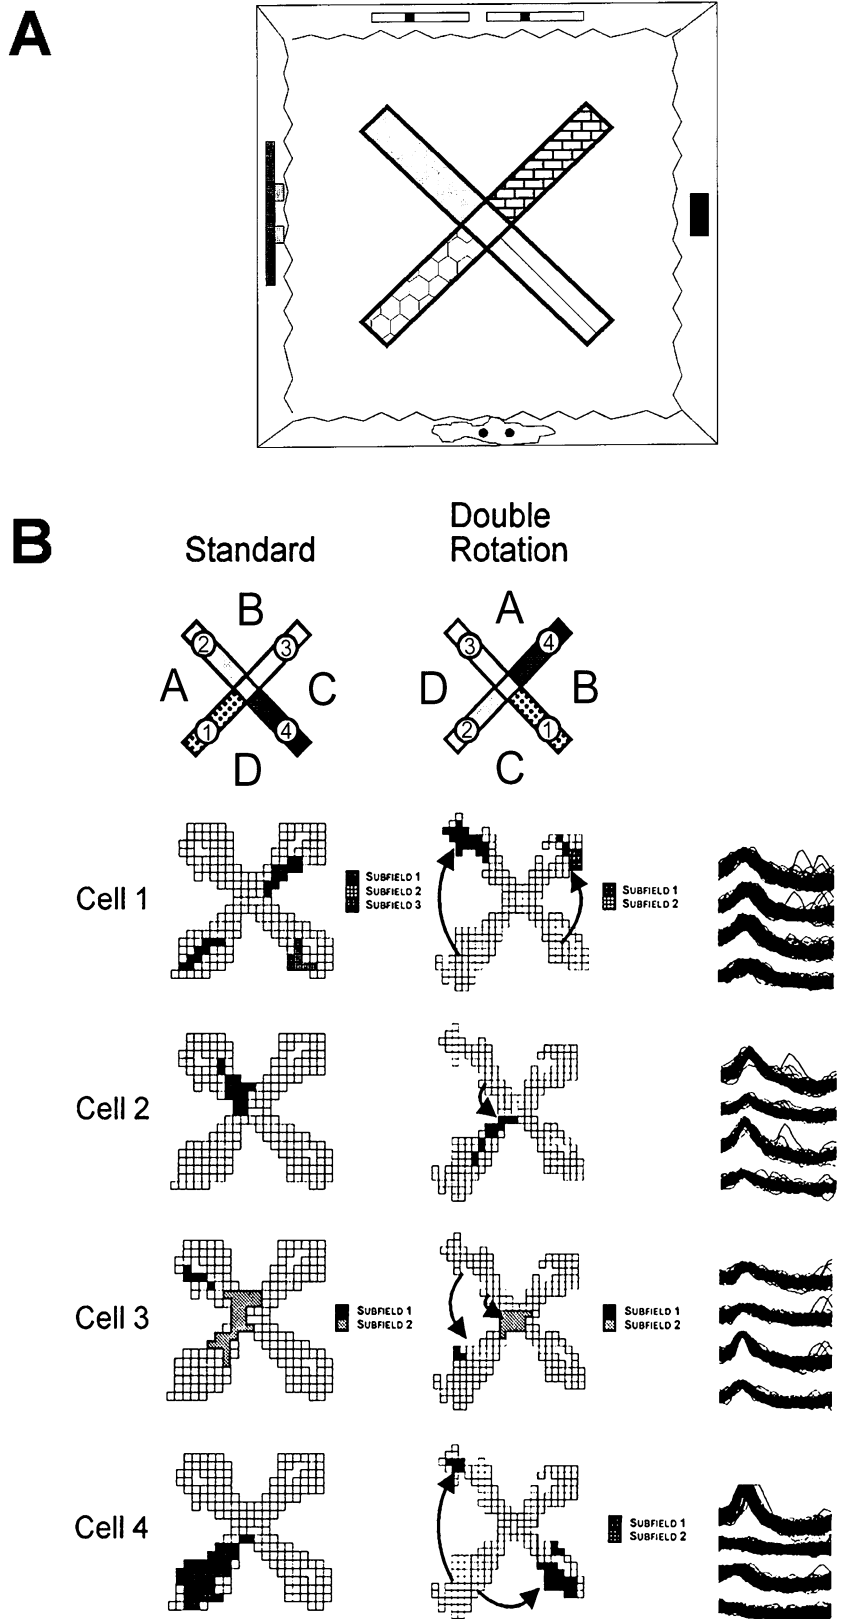 A
B
Standard
Double
Rotation
B
2
3
A
C
1
4
D
A
3
4
D
B
2
1
C
Cell 1
SUBFIELD 1
SUBFIELD 2
SUBFIELD 3
SUBFIELD 1
SUBFIELD 2
Cell 2
Cell 3
SUBFIELD 1
SUBFIELD 2
SUBFIELD 1
SUBFIELD 2
Cell 4
SUBFIELD 1
SUBFIELD 2